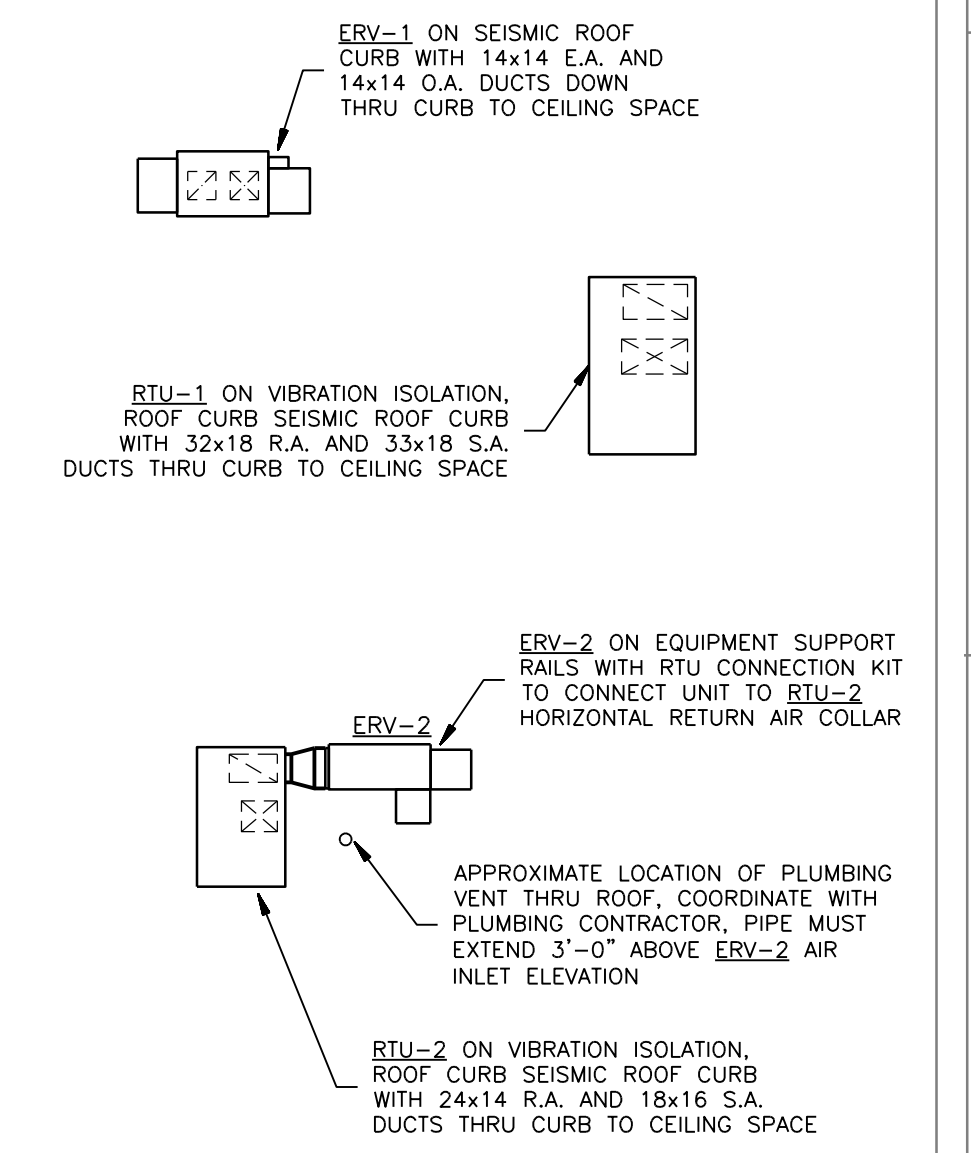 ERV-1 ON SEISMIC ROOF
CURB WITH 14x14 E.A. AND
14x14 O.A. DUCTS DOWN
THRU CURB TO CEILING SPACE
RTU-1 ON VIBRATION ISOLATION,
ROOF CURB SEISMIC ROOF CURB
WITH 32x18 R.A. AND 33x18 S.A.
DUCTS THRU CURB TO CEILING SPACE
ERV-2 ON EQUIPMENT SUPPORT
RAILS WITH RTU CONNECTION KIT
TO CONNECT UNIT TO RTU-2
HORIZONTAL RETURN AIR COLLAR
ERV-2
APPROXIMATE LOCATION OF PLUMBING
VENT THRU ROOF, COORDINATE WITH
PLUMBING CONTRACTOR, PIPE MUST
EXTEND 3'-0" ABOVE ERV-2 AIR
INLET ELEVATION
RTU-2 ON VIBRATION ISOLATION,
ROOF CURB SEISMIC ROOF CURB
WITH 24x14 R.A. AND 18x16 S.A.
DUCTS THRU CURB TO CEILING SPACE